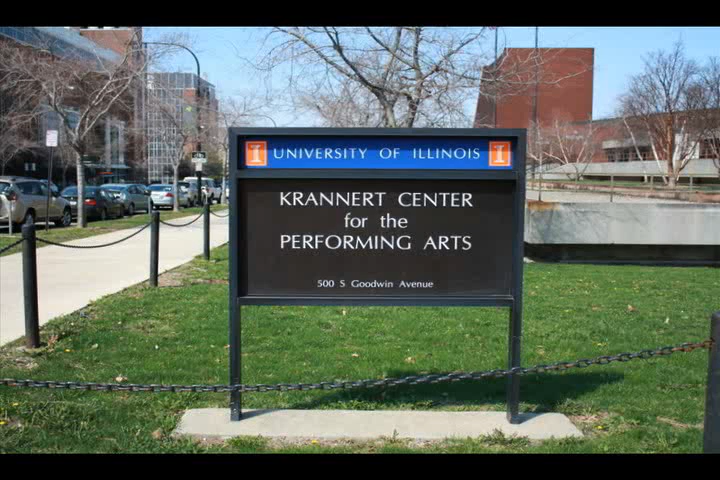 I UNIVERSITY OF ILLINOIS I
KRANNERT CENTER
for the
PERFORMING ARTS
500 S Goodwin Avenue